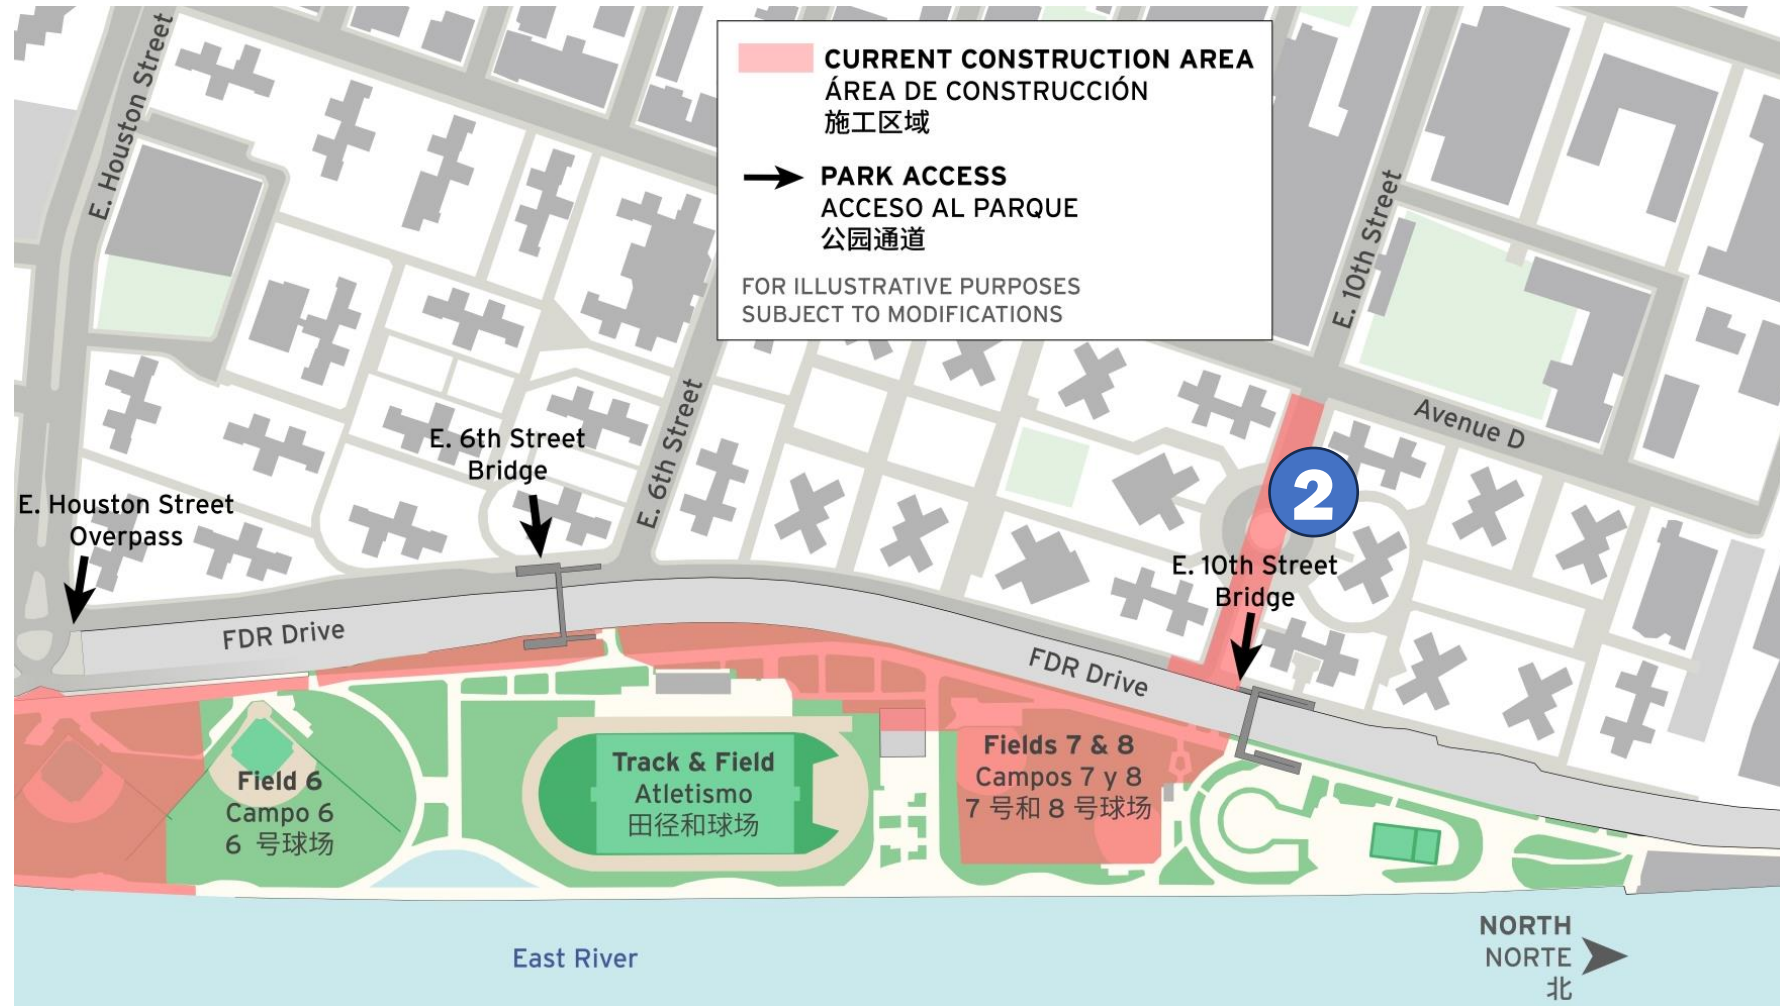 CURRENT CONSTRUCTION AREA
ÁREA DE CONSTRUCCIÓN
施工区域
PARK ACCESS
ACCESO AL PARQUE
公园通道
FOR ILLUSTRATIVE PURPOSES
SUBJECT TO MODIFICATIONS
E. Houston Street
E. 10th Street
Avenue D
E. 6th Street
E. 6th Street
Bridge
2
E. Houston Street
Overpass
E. 10th Street
Bridge
FDR Drive
FDR Drive
Field 6
Campo 6
6 号球场
Track & Field
Atletismo
田径和球场
Fields 7 & 8
Campos 7 y 8
7 号和 8 号球场
East River
NORTH
NORTE
北